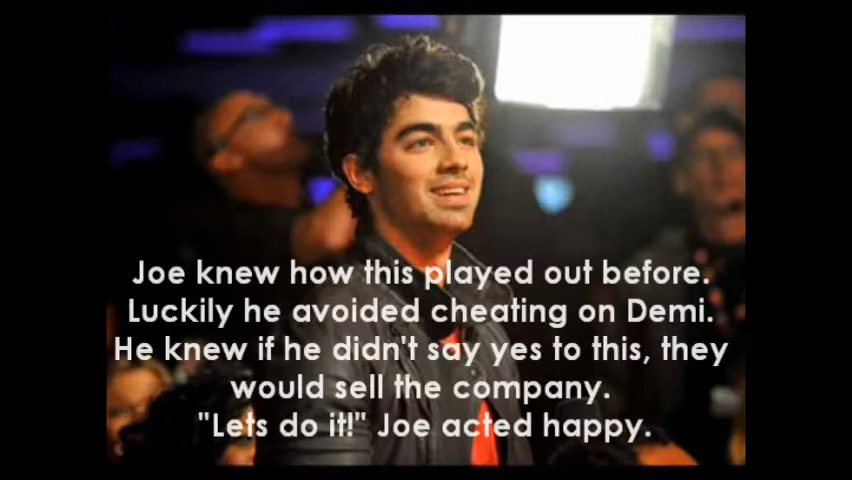 Joe knew how this played out before.
Luckily he avoided cheating on Demi.
He knew if he didn't say yes to this, they
would sell the company.
"Lets do it!" Joe acted happy.